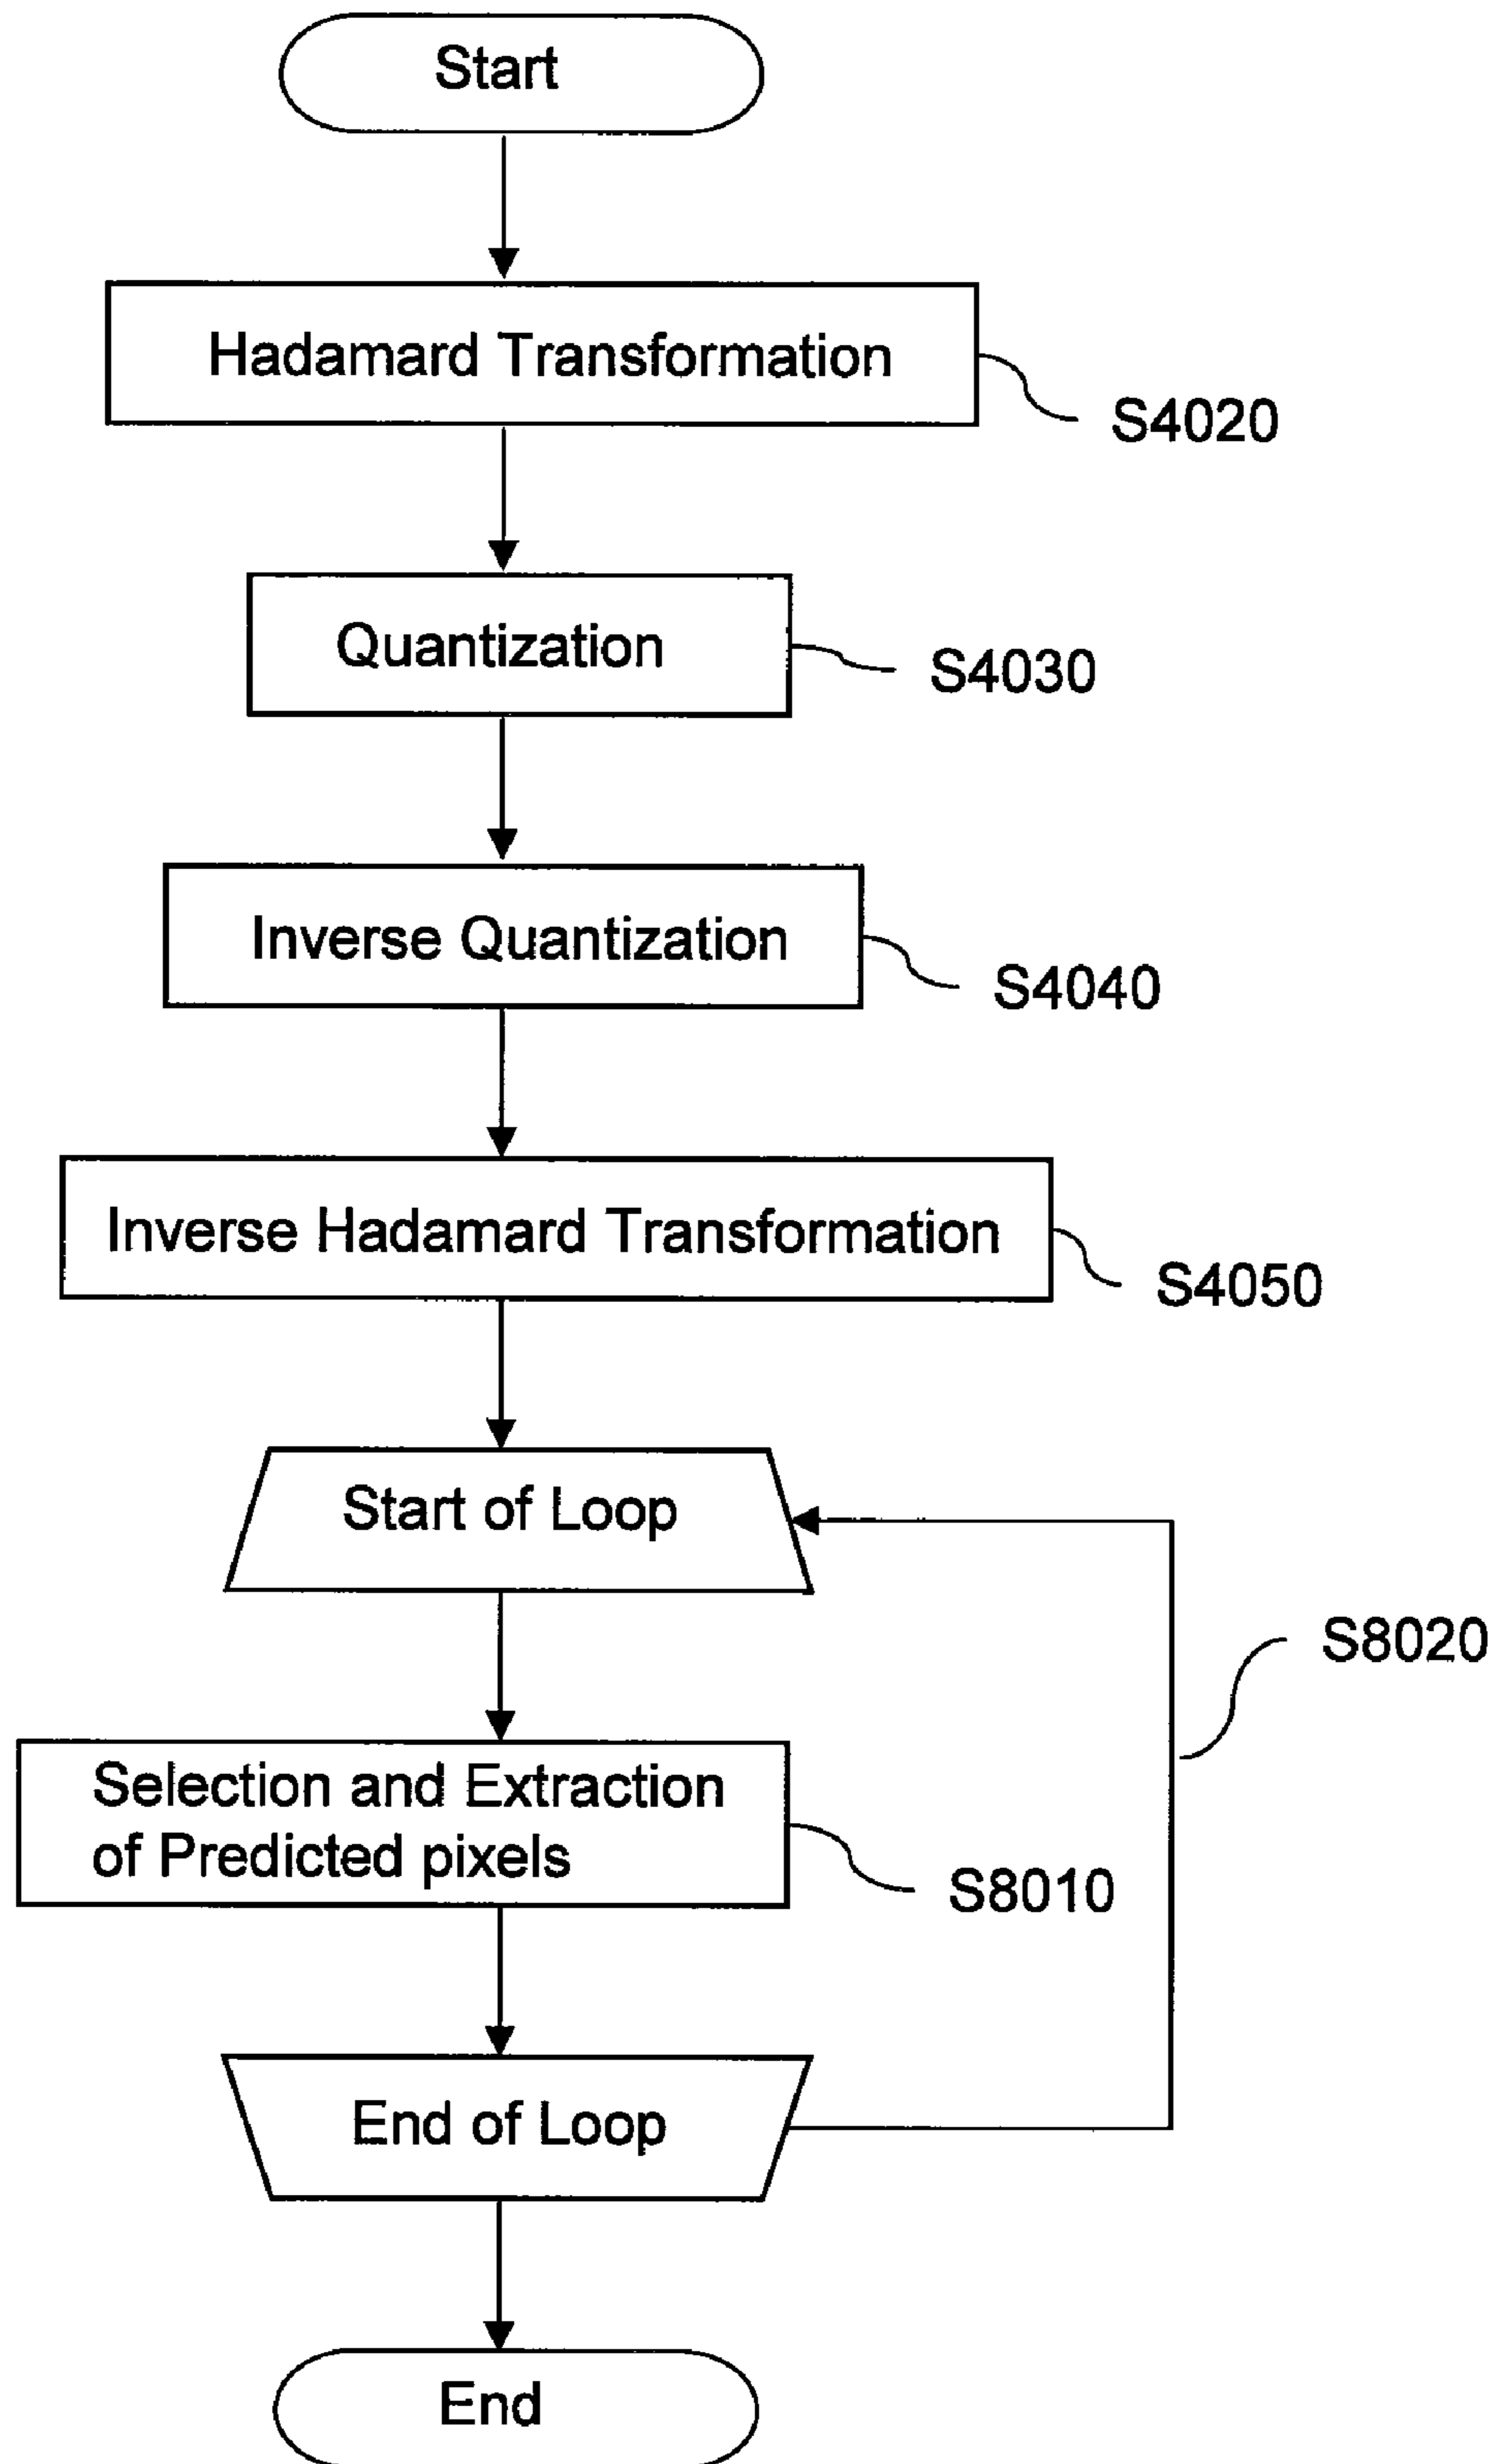 Start
Hadamard Transformation
S4020
Quantization
S4030
Inverse Quantization
S4040
Inverse Hadamard Transformation
S4050
Start of Loop
S8020
Selection and Extraction
of Predicted pixels
S8010
End of Loop
End